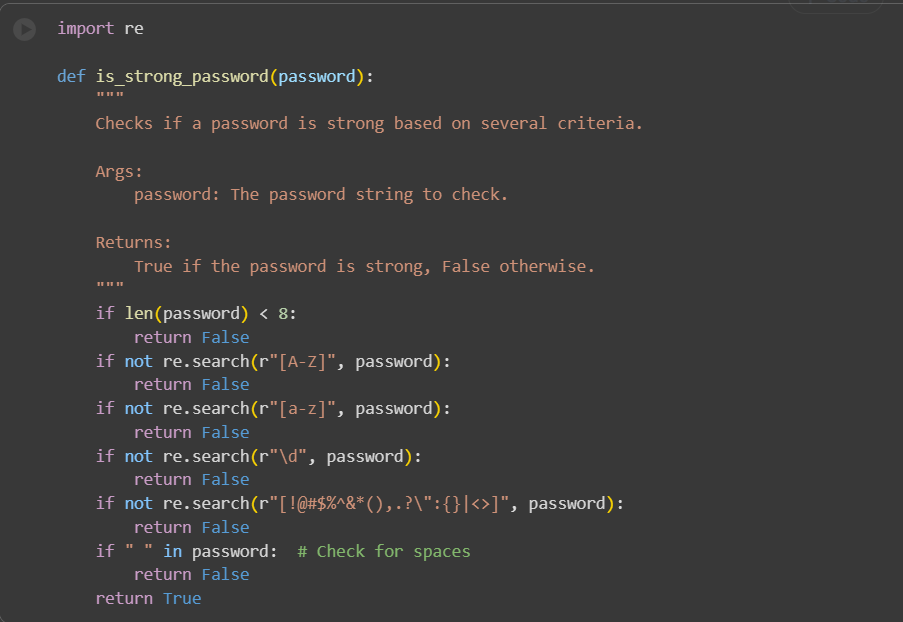 import re
def is_strong_password(password):
"""
Checks if a password is strong based on several criteria.
Args:
password: The password string to check.
Returns:
True if the password is strong, False otherwise.
"""
if len(password) < 8:
return False
if not re.search(r"[A-Z]", password):
return False
if not re.search(r"[a-z]", password):
return False
if not re.search(r"\d", password):
return False
if not re.search(r"[!@#$%^&*(),.?\":{}|<>]", password):
return False
if " " in password:  # Check for spaces
return False
return True